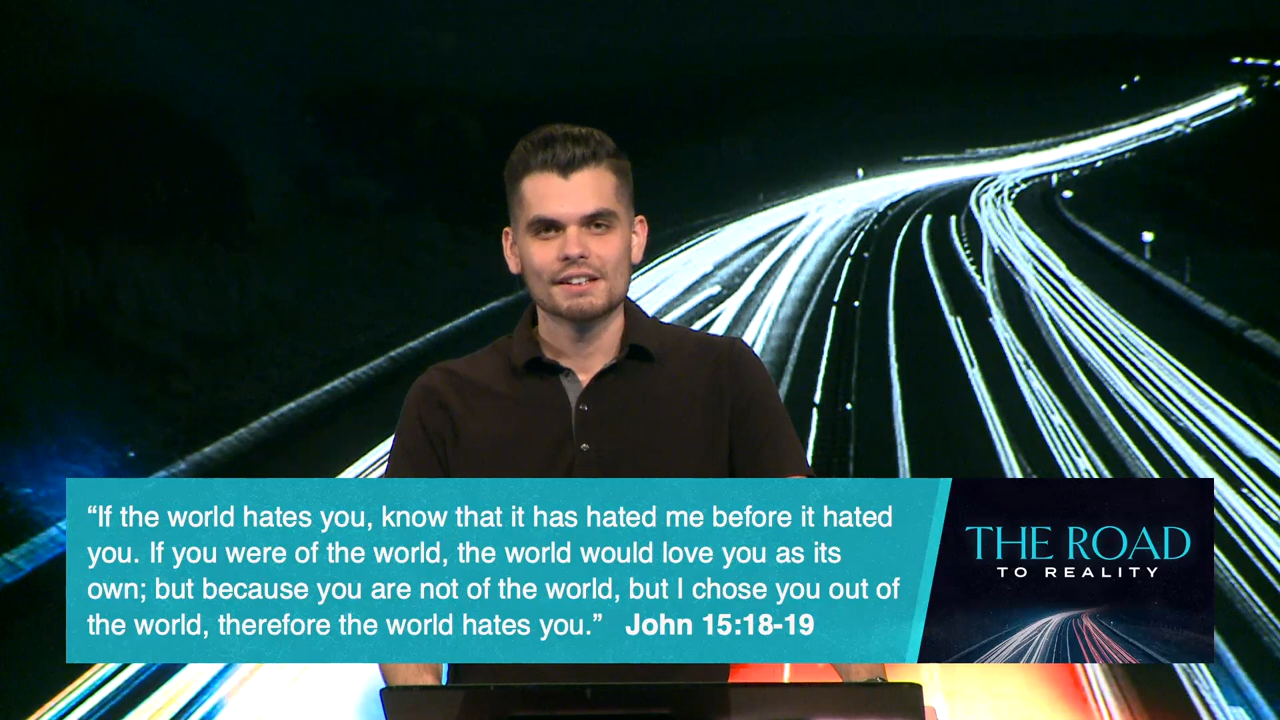 “If the world hates you, know that it has hated me before it hated
you. If you were of the world, the world would love you as its
own; but because you are not of the world, but I chose you out of
the world, therefore the world hates you.” John 15:18-19
THE ROAD
TO REALITY